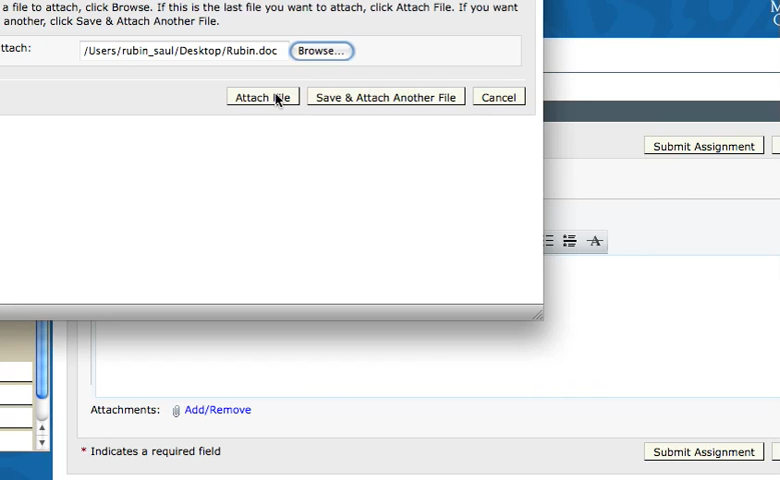 a file to attach, click Browse. If this is the last file you want to attach, click Attach File. If you want
another, click Save & Attach Another File.
ttach:
/Users/rubin_saul/Desktop/Rubin.doc
Browse...
Attach File
Save & Attach Another File
Cancel
Submit Assignment
Attachments:
Add/Remove
* Indicates a required field
Submit Assignment